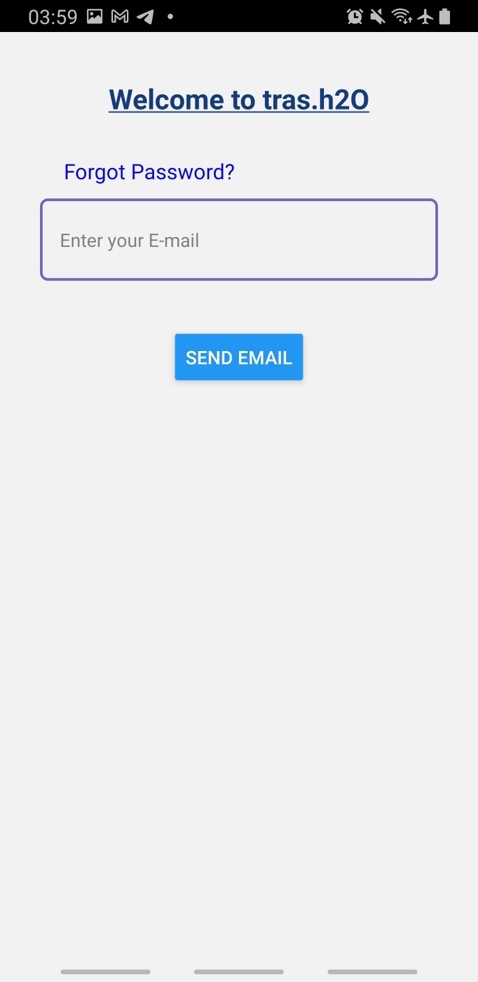 03:59
Welcome to tras.h2O
Forgot Password?
Enter your E-mail
SEND EMAIL